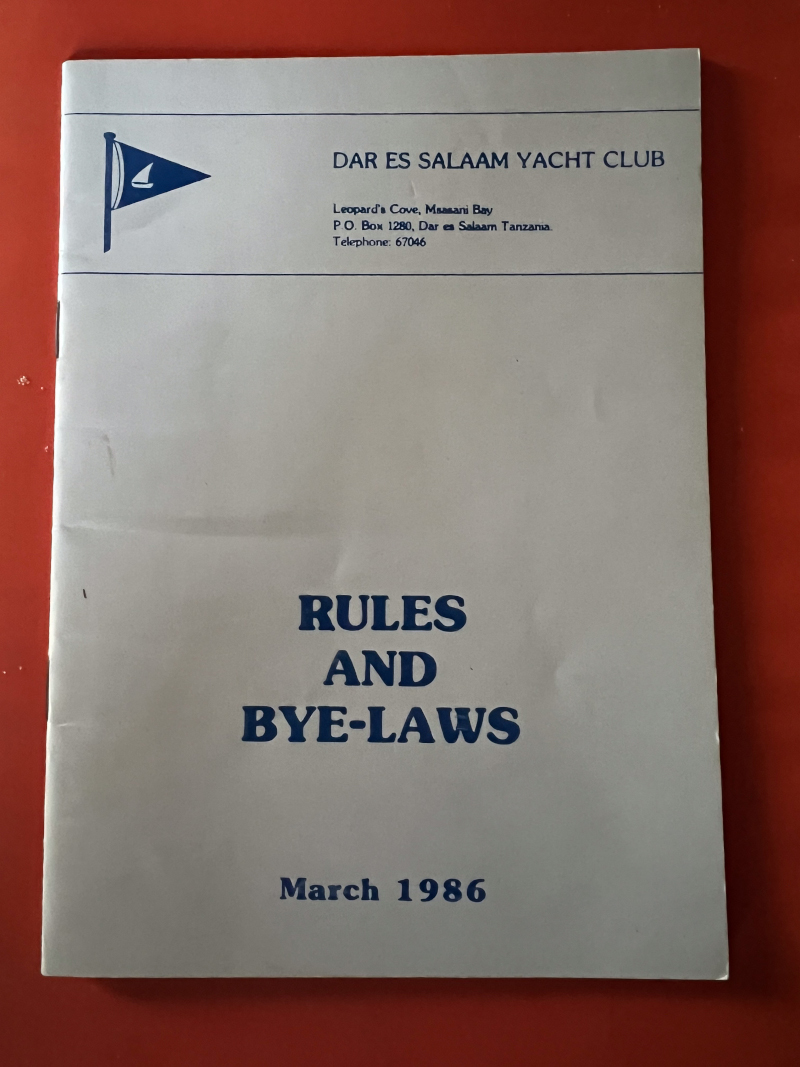 DAR ES SALAAM YACHT CLUB
Leopard's Cove, Msasani Bay
P.O. Box 1280, Dar es Salaam Tanzania.
Telephone: 67046
RULES
AND
BYE-LAWS
March 1986